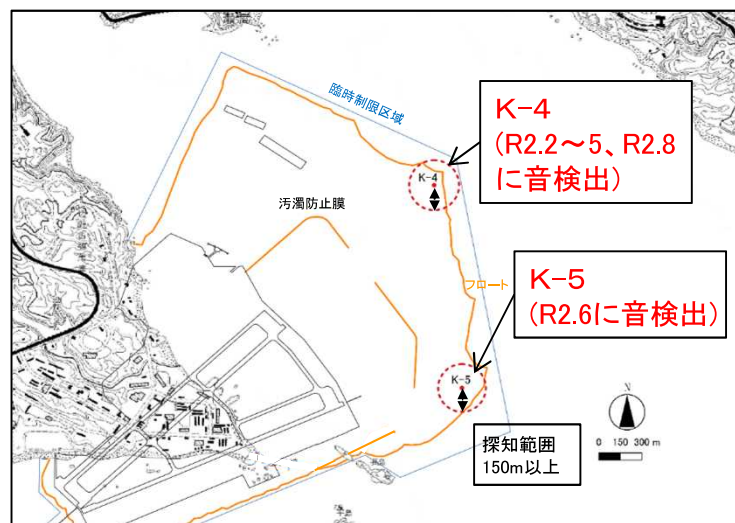 臨時制限区域
K-4
(R2.2～5、R2.8
に音検出)
K-4
汚濁防止膜
フロート
K-5
(R2.6に音検出)
K-5
探知範囲
150m以上
N
0 150 300 m